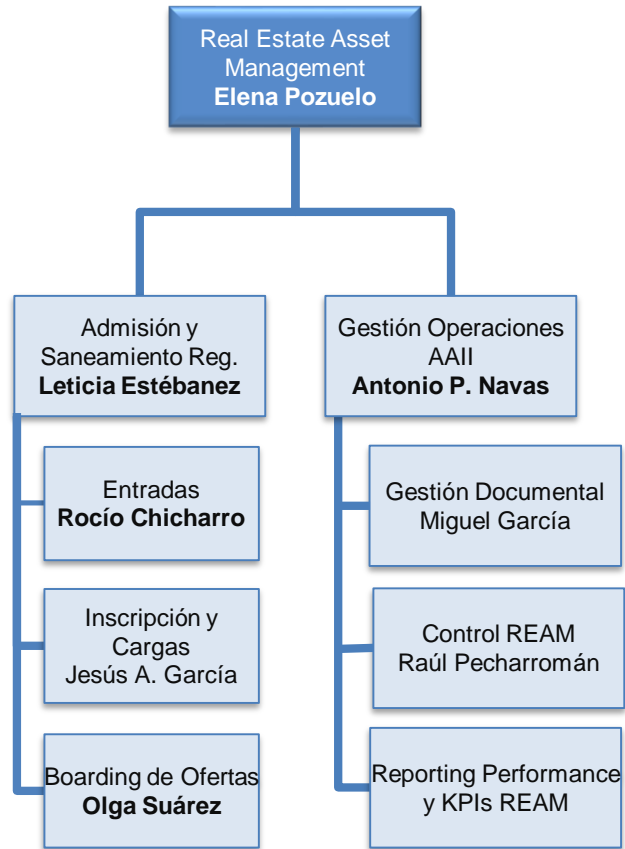 Real Estate Asset
Management
Elena Pozuelo
Admisión y
Saneamiento Reg.
Leticia Estébanez
Gestión Operaciones
AAII
Antonio P. Navas
Entradas
Rocío Chicharro
Gestión Documental
Miguel García
Inscripción y
Cargas
Jesús A. García
Control REAM
Raúl Pecharromán
Boarding de Ofertas
Olga Suárez
Reporting Performance
y KPIs REAM